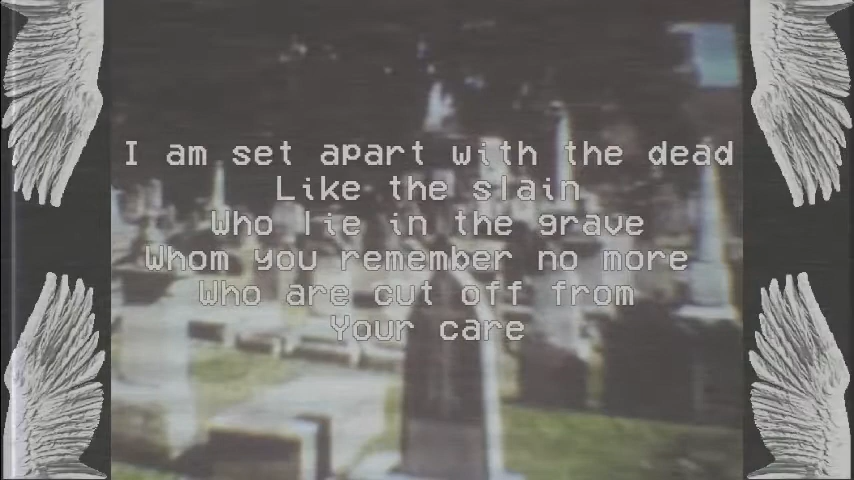 I am set apart with the dead
Like the slain
Who lie in the grave
Whom you remember no more
Who are cut off from
Your care